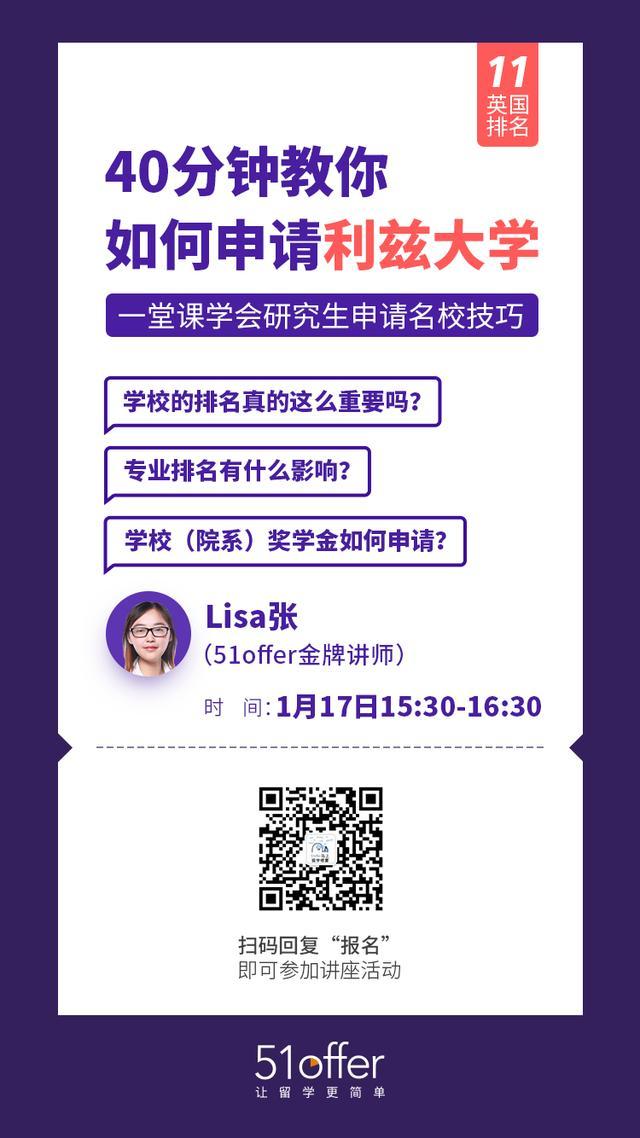 11
英国
排名
40分钟教你
如何申请利兹大学
一堂课学会研究生申请名校技巧
学校的排名真的这么重要吗？
专业排名有什么影响？
学校（院系）奖学金如何申请？
Lisa张
（51offer金牌讲师）
时 间：1月17日15:30-16:30
扫码回复“报名”
即可参加讲座活动
51offer
让留学更简单